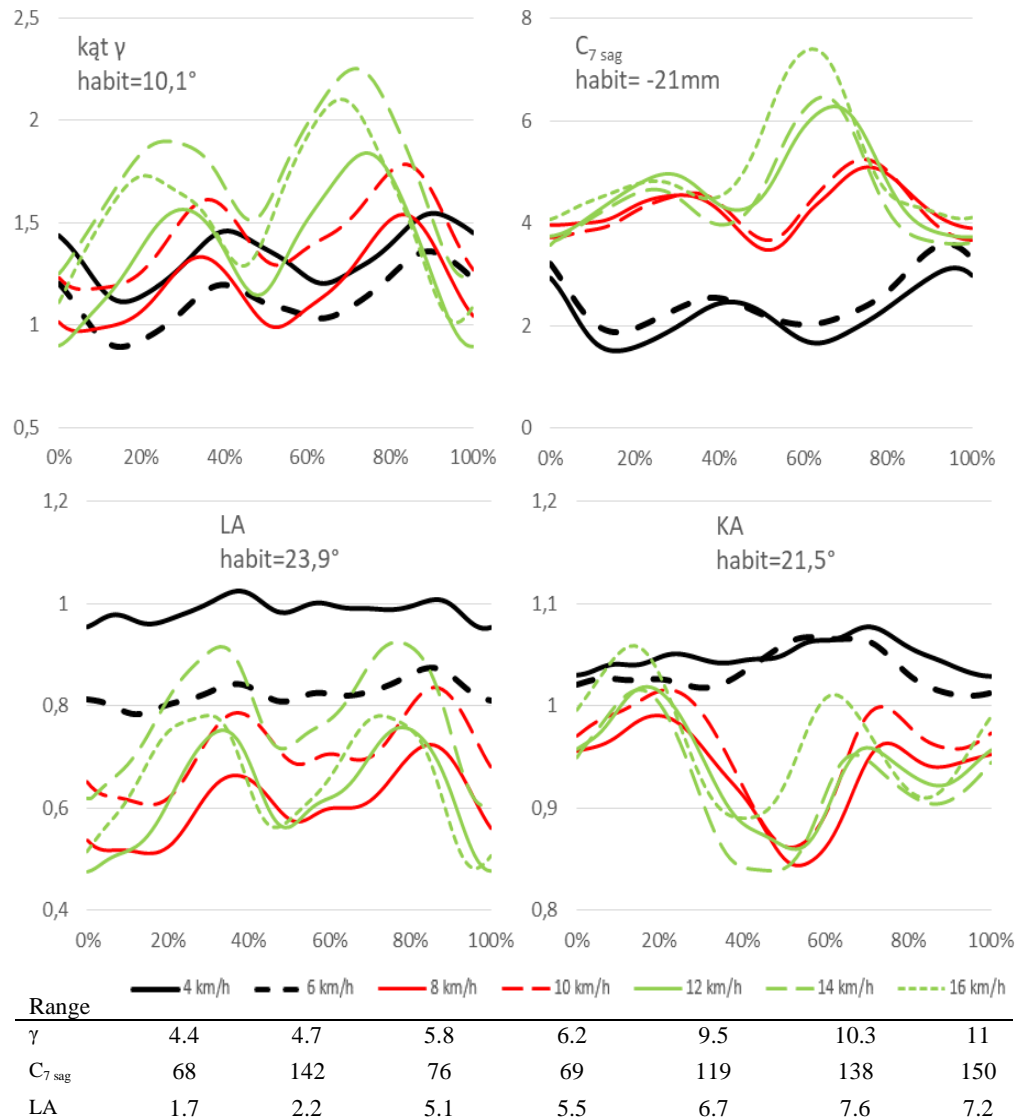 kąt γ
habit=10,1°
2,5
2
1,5
1
0,5
0% 20% 40% 60% 80% 100%
C7 sag
habit= -21mm
8
6
4
2
0
0% 20% 40% 60% 80% 100%
LA
habit=23,9°
1,2
1
0,8
0,6
0,4
0% 20% 40% 60% 80% 100%
KA
habit=21,5°
1,2
1,1
1
0,9
0,8
0% 20% 40% 60% 80% 100%
4 km/h 6 km/h 8 km/h 10 km/h 12 km/h 14 km/h 16 km/h
Range
γ 4.4 4.7 5.8 6.2 9.5 10.3 11
C7 sag 68 142 76 69 119 138 150
LA 1.7 2.2 5.1 5.5 6.7 7.6 7.2